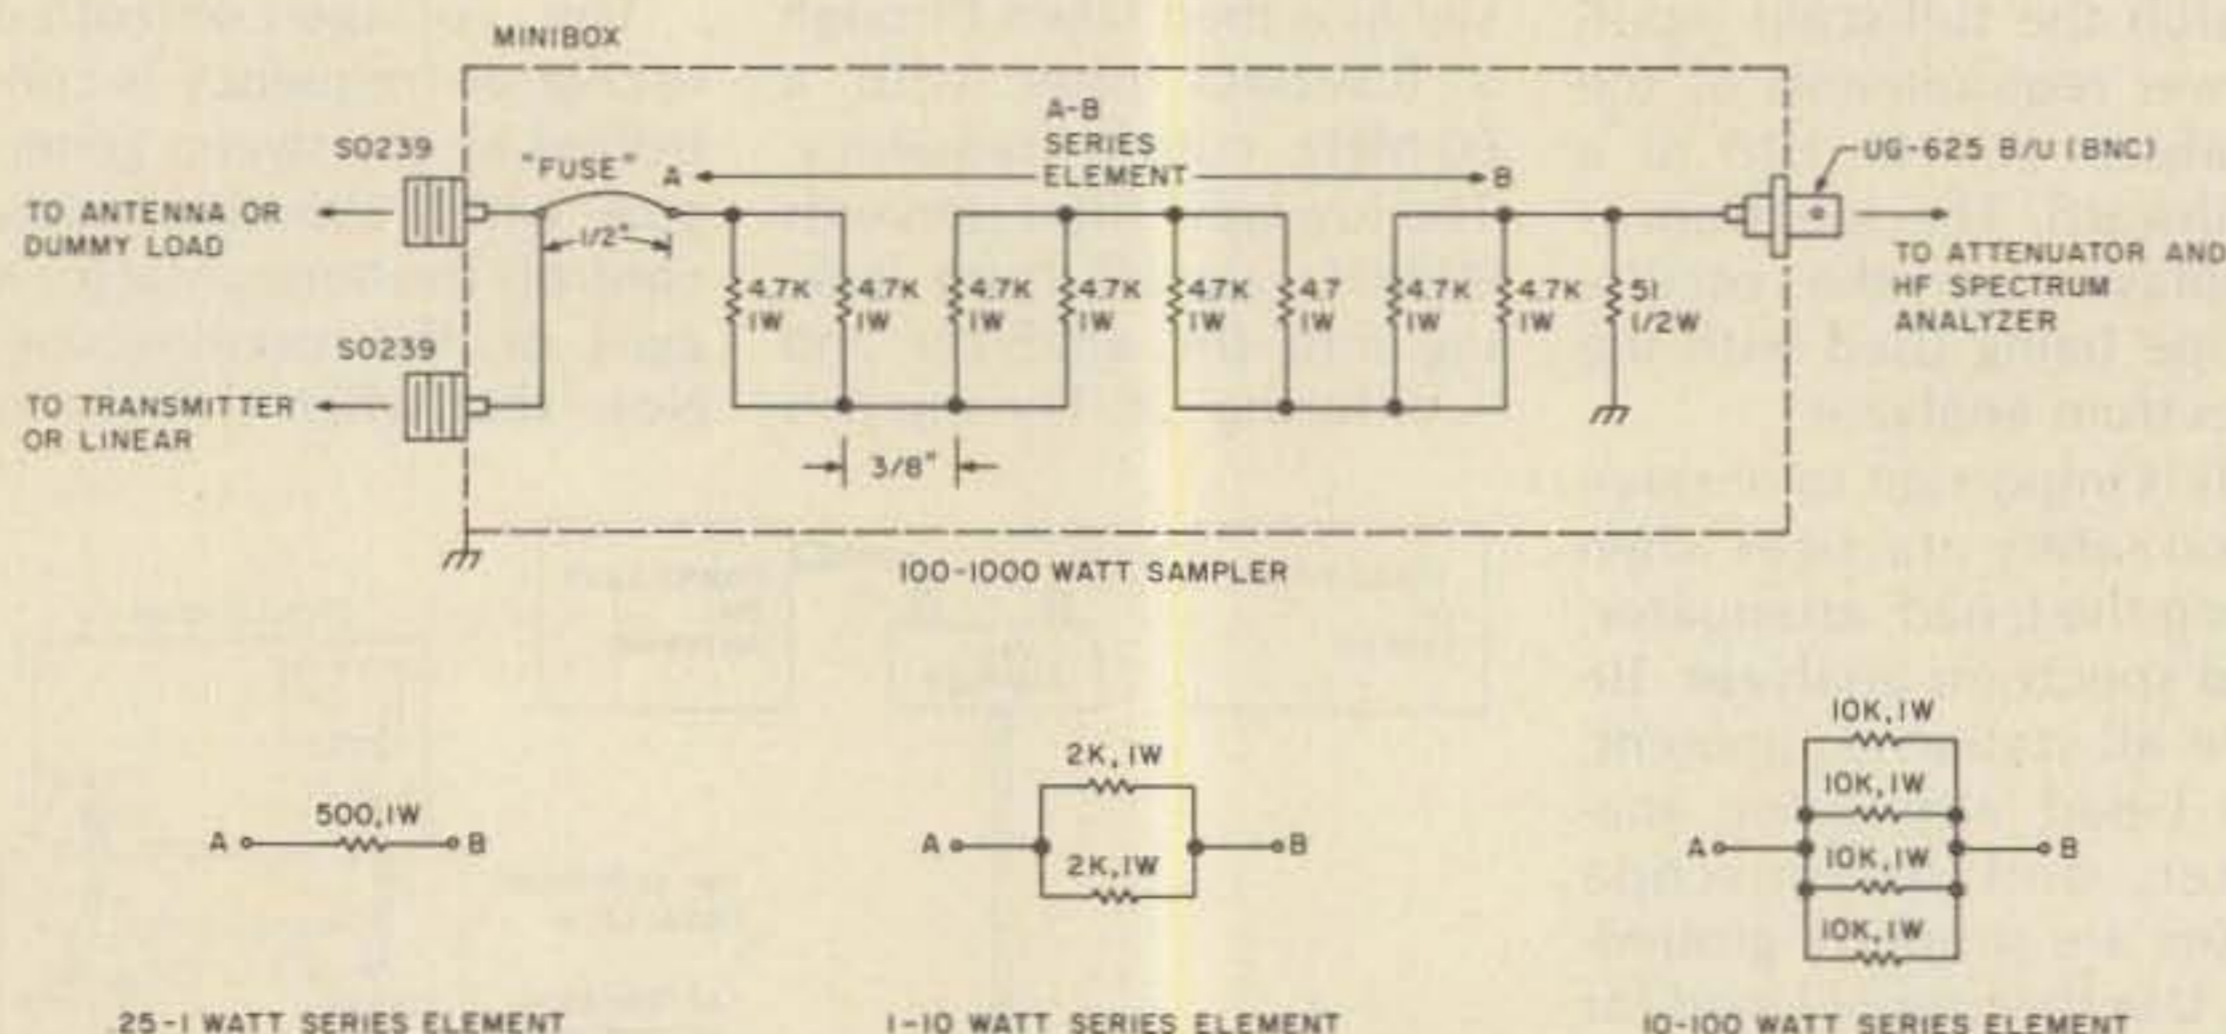 MINIBOX
A-B
SERIES
ELEMENT
SO239
"FUSE"
A
B
UG-625 B/U (BNC)
TO ANTENNA OR
DUMMY LOAD
1/2"
TO ATTENUATOR AND
HF SPECTRUM
ANALYZER
4.7K
1W
4.7K
1W
4.7K
1W
4.7K
1W
4.7K
1W
4.7
1W
4.7K
1W
4.7K
1W
51
1/2W
SO239
TO TRANSMITTER
OR LINEAR
3/8"
100-1000 WATT SAMPLER
A
500,1W
B
.25-1 WATT SERIES ELEMENT
2K, 1W
A
B
2K,1W
1-10 WATT SERIES ELEMENT
10K,1W
10K,1W
A
B
10K,1W
10K,1W
10-100 WATT SERIES ELEMENT